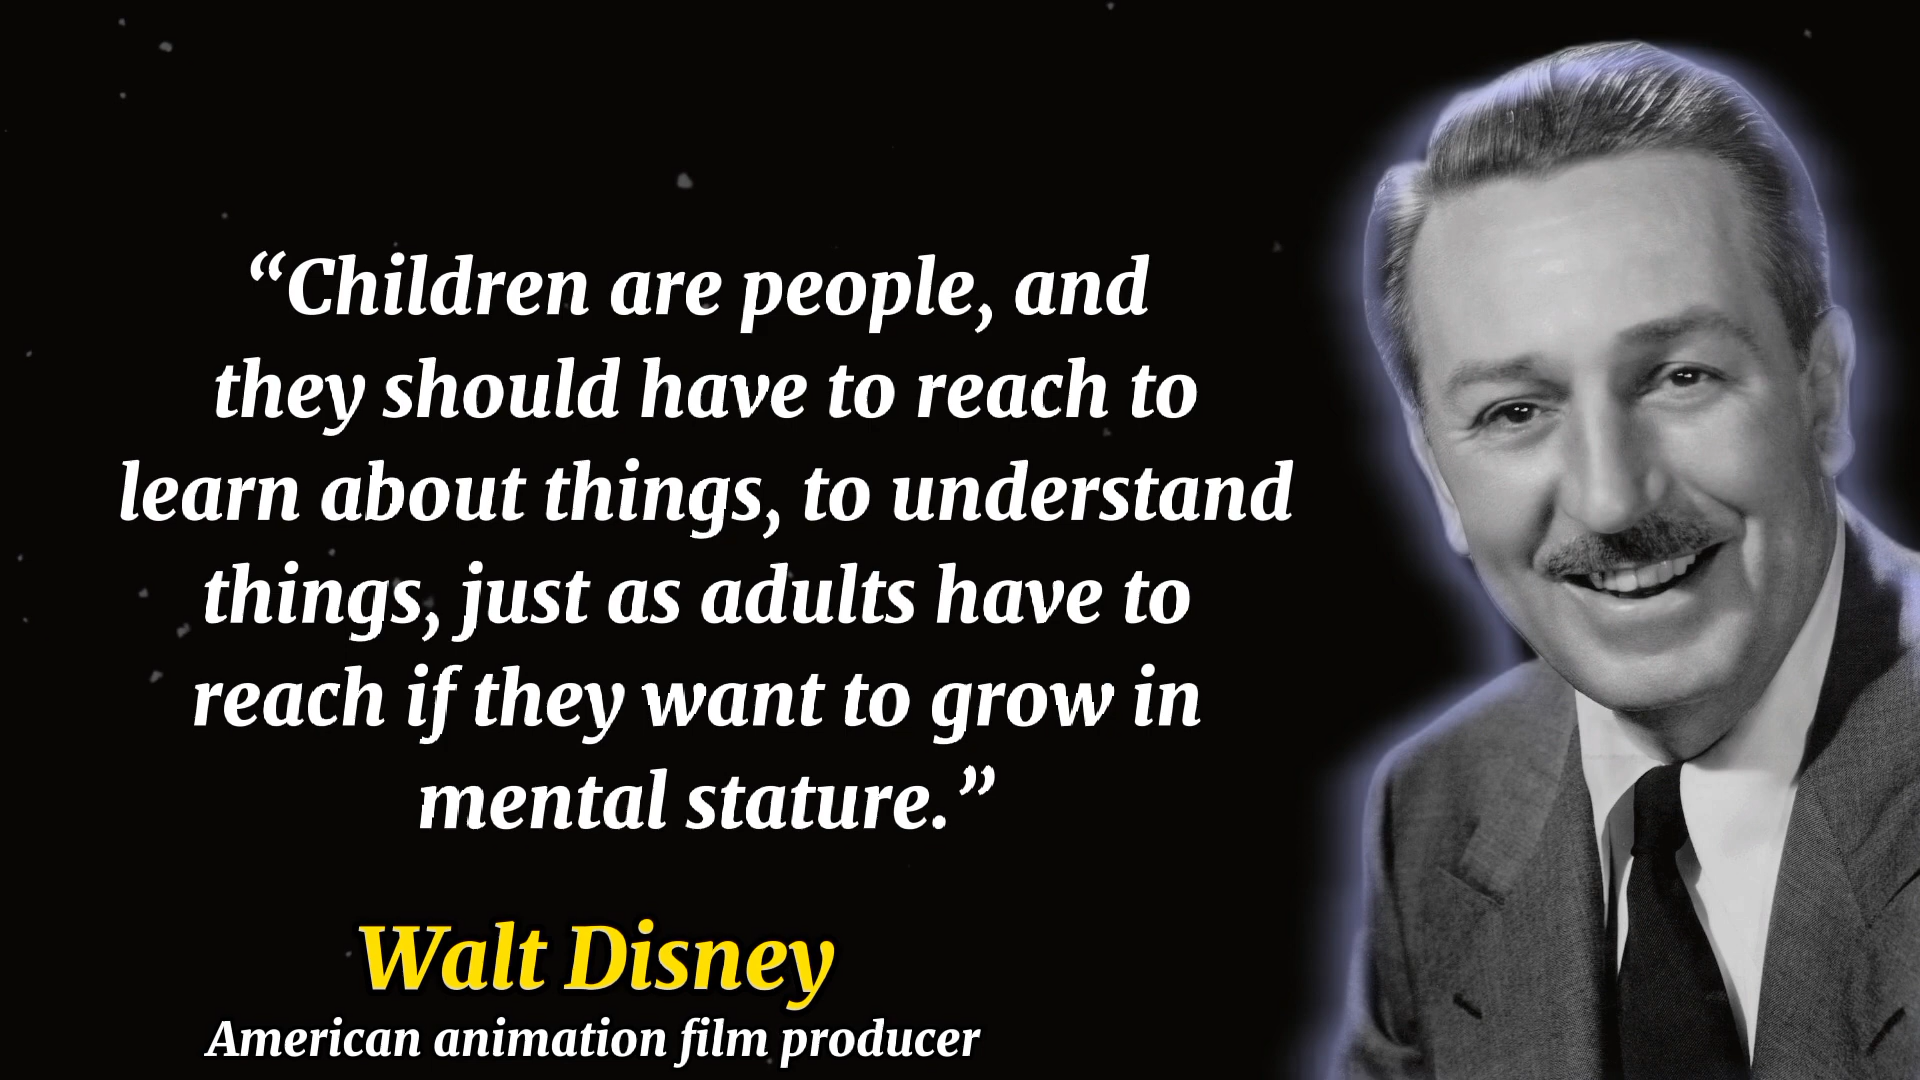 “Children are people, and
they should have to reach to
learn about things, to understand
things, just as adults have to
reach if they want to grow in
mental stature.”
Walt Disney
American animation film producer